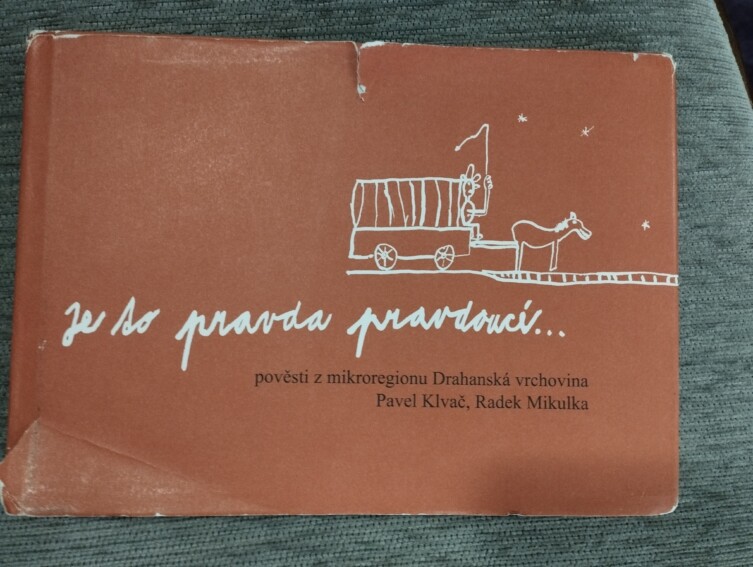 Je to pravda pravdoucí...
pověsti z mikroregionu Drahanská vrchovina
Pavel Klvač, Radek Mikulka